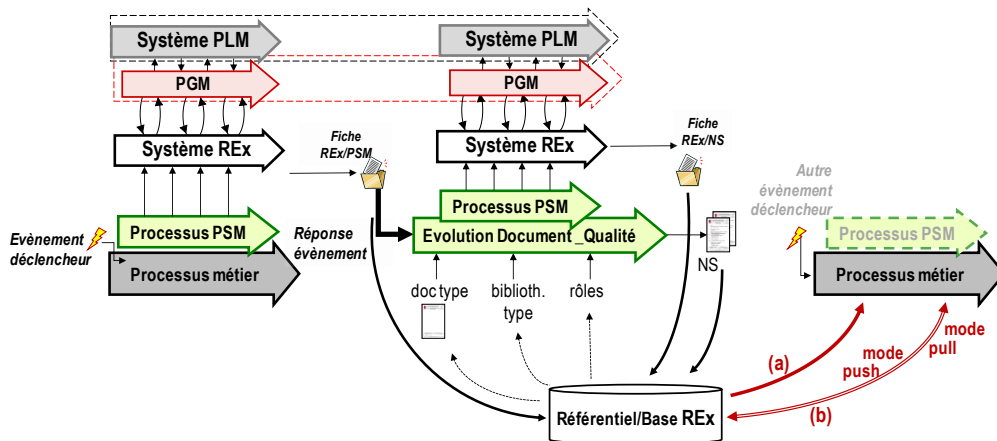 Système PLM
Système PLM
PGM
PGM
Système REx
Fiche
REx/PSM
Système REx
Fiche
REx/NS
Autre
évènement
déclencheur
Processus PSM
Evènement
déclencheur
Processus PSM
Processus métier
Réponse
évènement
Evolution Document _Qualité
NS
Processus PSM
Processus métier
doc type
biblioth.
type
rôles
(a)
mode
push
mode
pull
(b)
Référentiel/Base REx